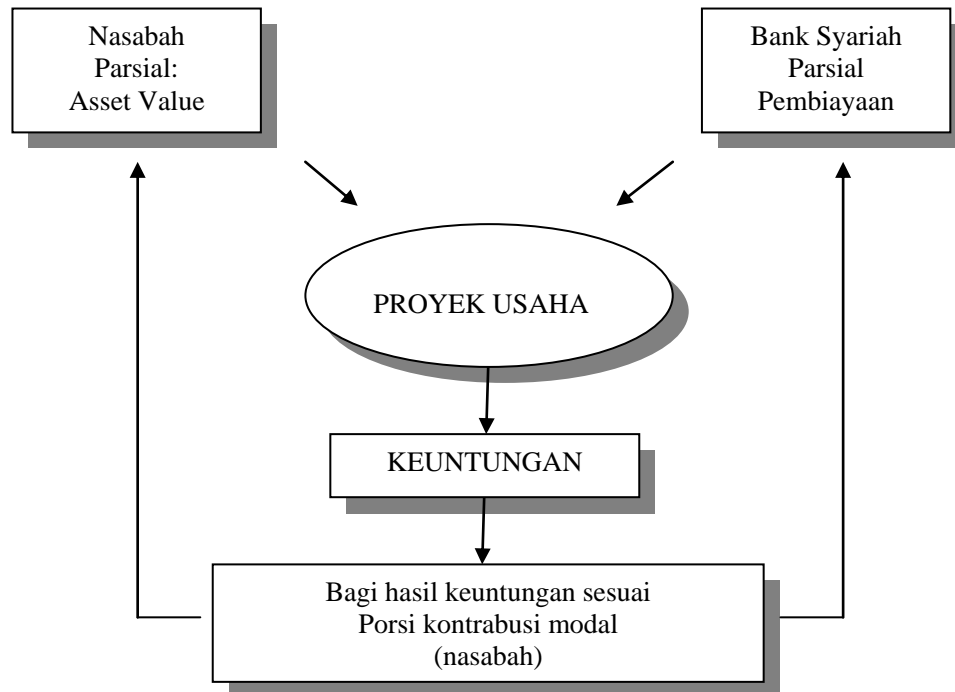 Nasabah
Parsial:
Asset Value
Bank Syariah
Parsial
Pembiayaan
PROYEK USAHA
KEUNTUNGAN
Bagi hasil keuntungan sesuai
Porsi kontrabusi modal
(nasabah)